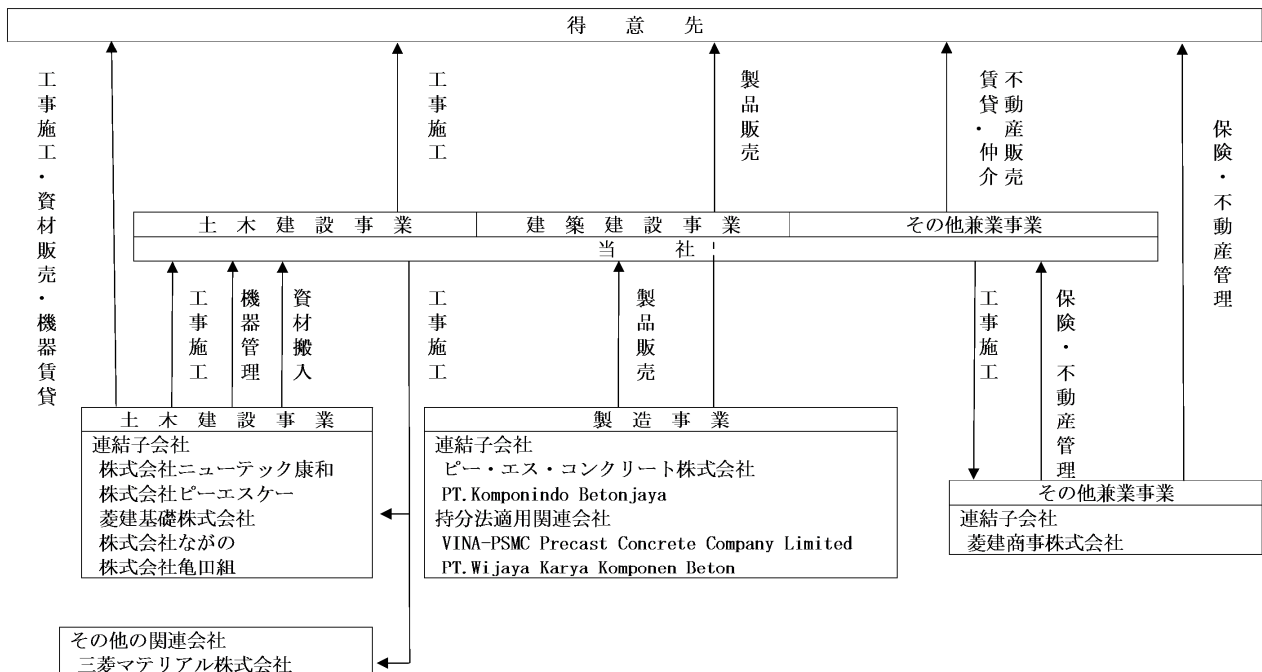 得意先
工事施工・資材販売・機器賃貸
工事施工
製品販売
不動産販売
賃貸・仲介
保険・不動産管理
土木建設事業
建築建設事業
その他兼業事業
当社
工事施工
機器管理
資材搬入
工事施工
製品販売
工事施工
保険・不動産管理
土木建設事業
連結子会社
株式会社ニューテック康和
株式会社ピーエスケー
菱建基礎株式会社
株式会社ながの
株式会社亀田組
製造事業
連結子会社
ピー・エス・コンクリート株式会社
PT.Komponindo Betonjaya
持分法適用関連会社
VINA-PSMC Precast Concrete Company Limited
PT.Wijaya Karya Komponen Beton
その他兼業事業
連結子会社
菱建商事株式会社
その他の関連会社
三菱マテリアル株式会社